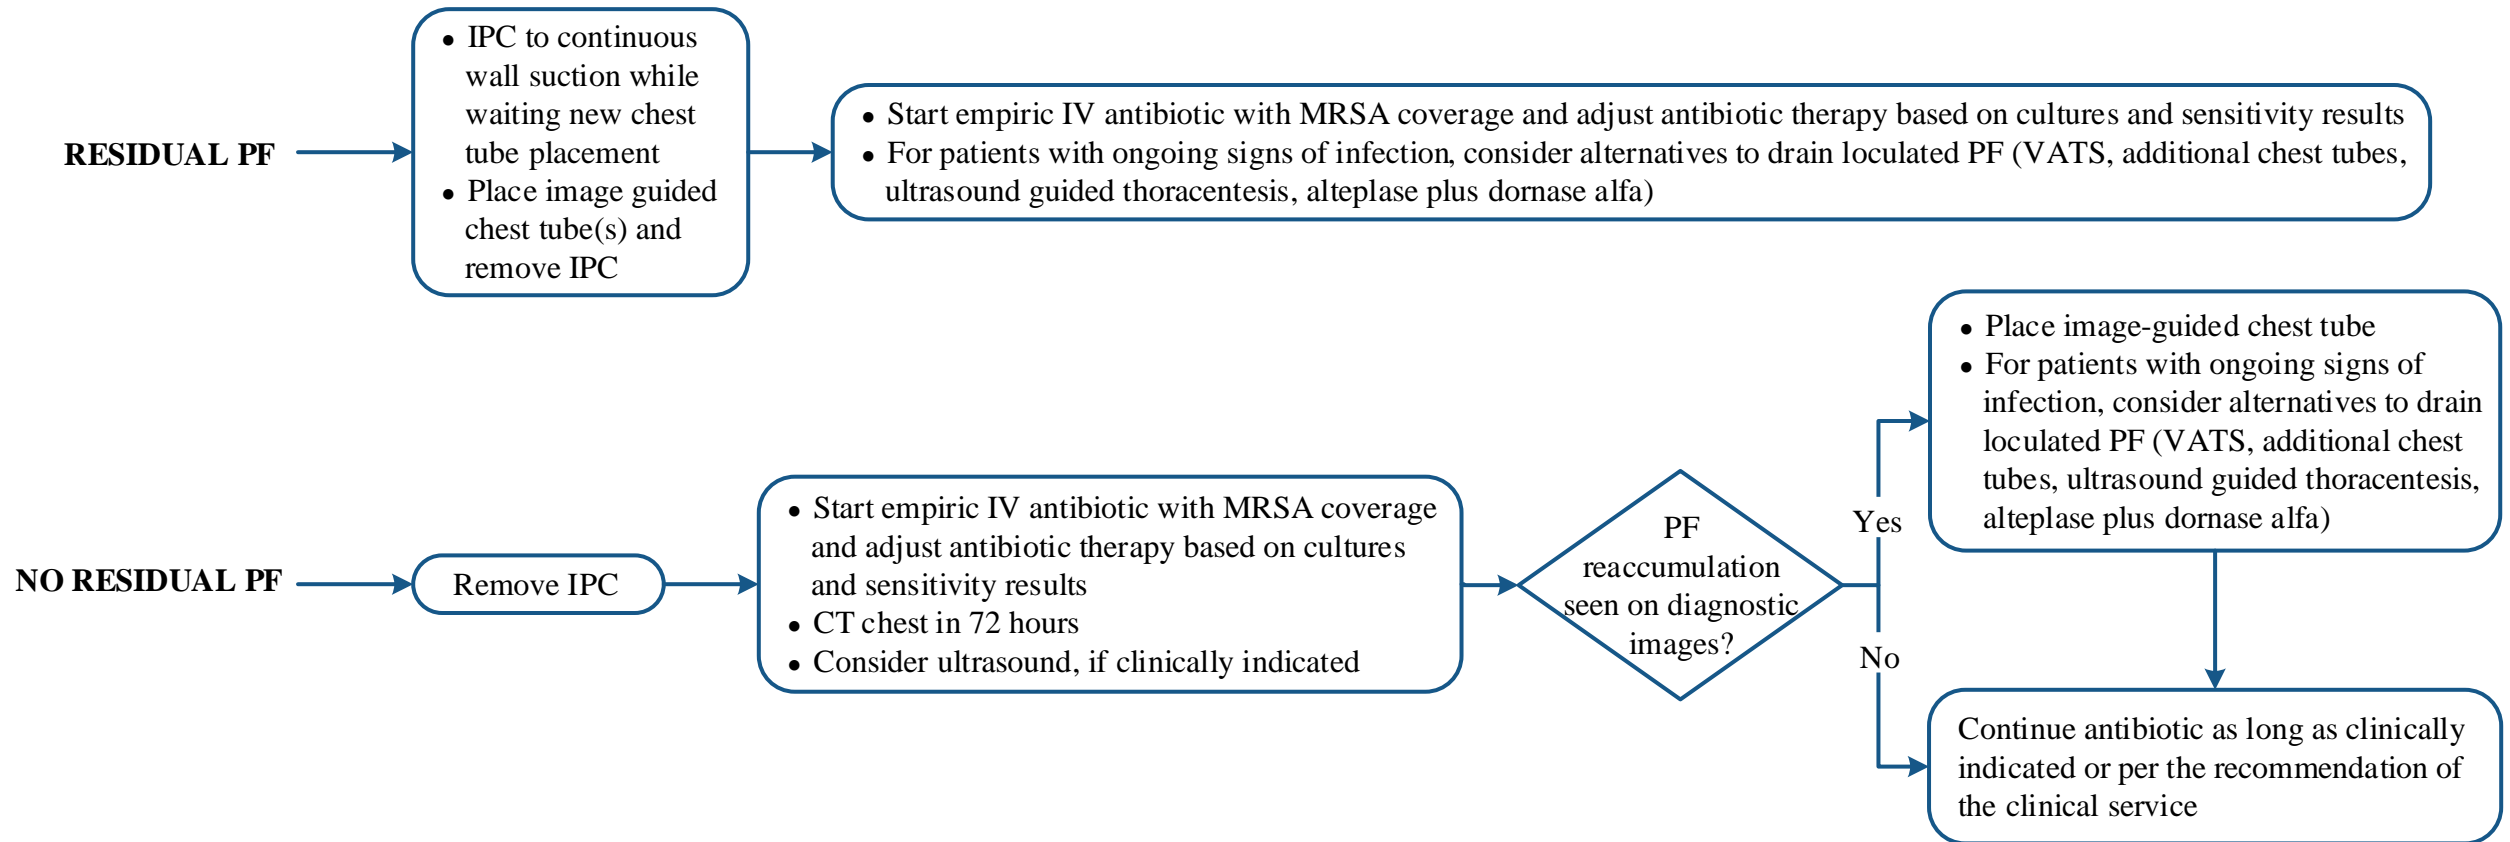 RESIDUAL PF
• IPC to continuous
wall suction while
waiting new chest
tube placement
• Place image guided
chest tube(s) and
remove IPC
• Start empiric IV antibiotic with MRSA coverage and adjust antibiotic therapy based on cultures and sensitivity results
• For patients with ongoing signs of infection, consider alternatives to drain loculated PF (VATS, additional chest tubes,
ultrasound guided thoracentesis, alteplase plus dornase alfa)
NO RESIDUAL PF
Remove IPC
• Start empiric IV antibiotic with MRSA coverage
and adjust antibiotic therapy based on cultures
and sensitivity results
• CT chest in 72 hours
• Consider ultrasound, if clinically indicated
PF
reaccumulation
seen on diagnostic
images?
Yes
• Place image-guided chest tube
• For patients with ongoing signs of
infection, consider alternatives to drain
loculated PF (VATS, additional chest
tubes, ultrasound guided thoracentesis,
alteplase plus dornase alfa)
No
Continue antibiotic as long as clinically
indicated or per the recommendation of
the clinical service